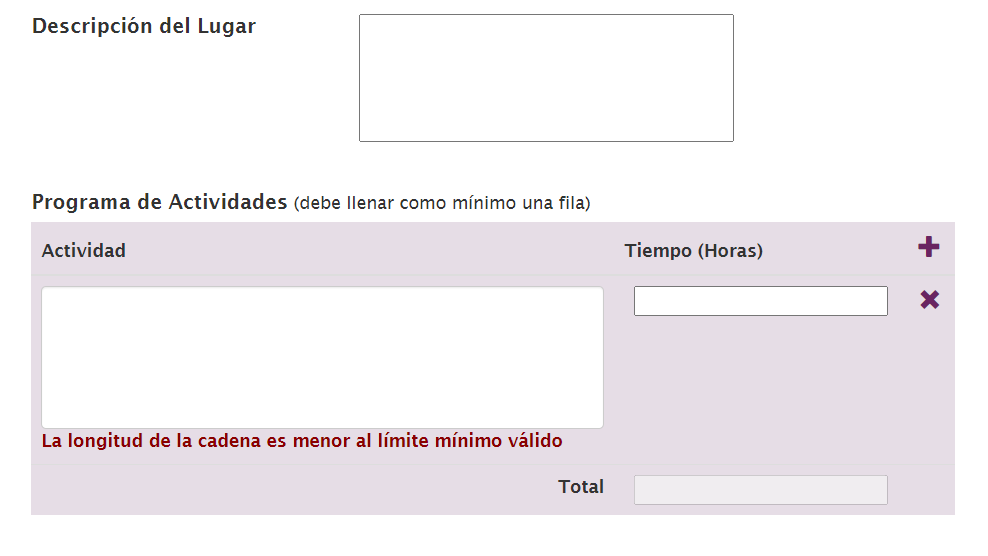 Descripción del Lugar
Programa de Actividades (debe llenar como mínimo una fila)
Actividad Tiempo (Horas)
La longitud de la cadena es menor al límite mínimo válido
Total